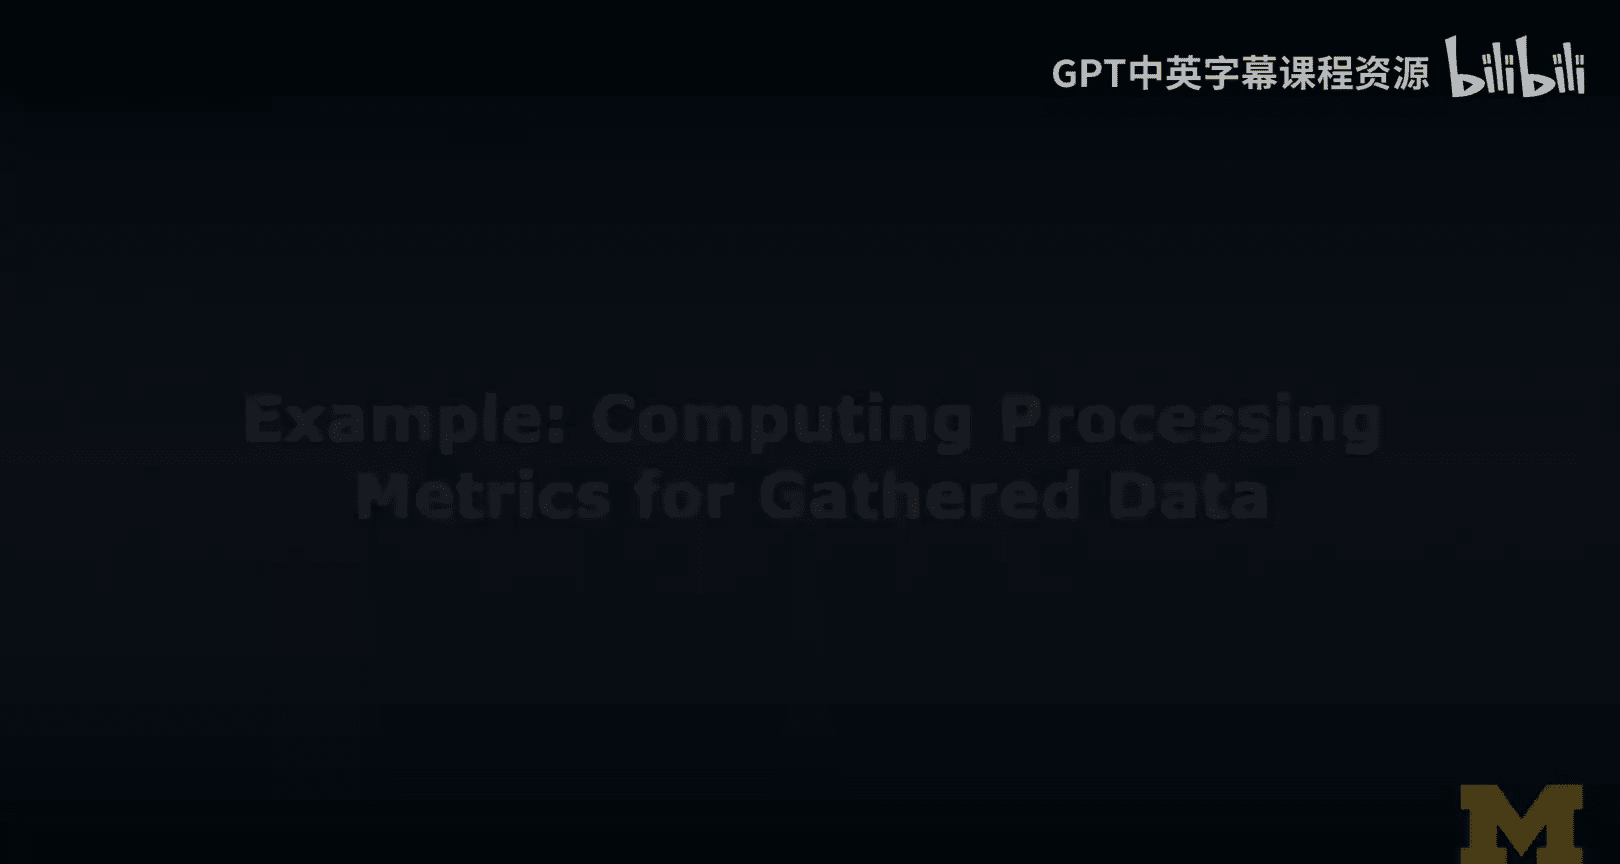 GPT中英字幕课程资源 bilibili
Example: Computing Processing
Metrics for Gathered Data
M